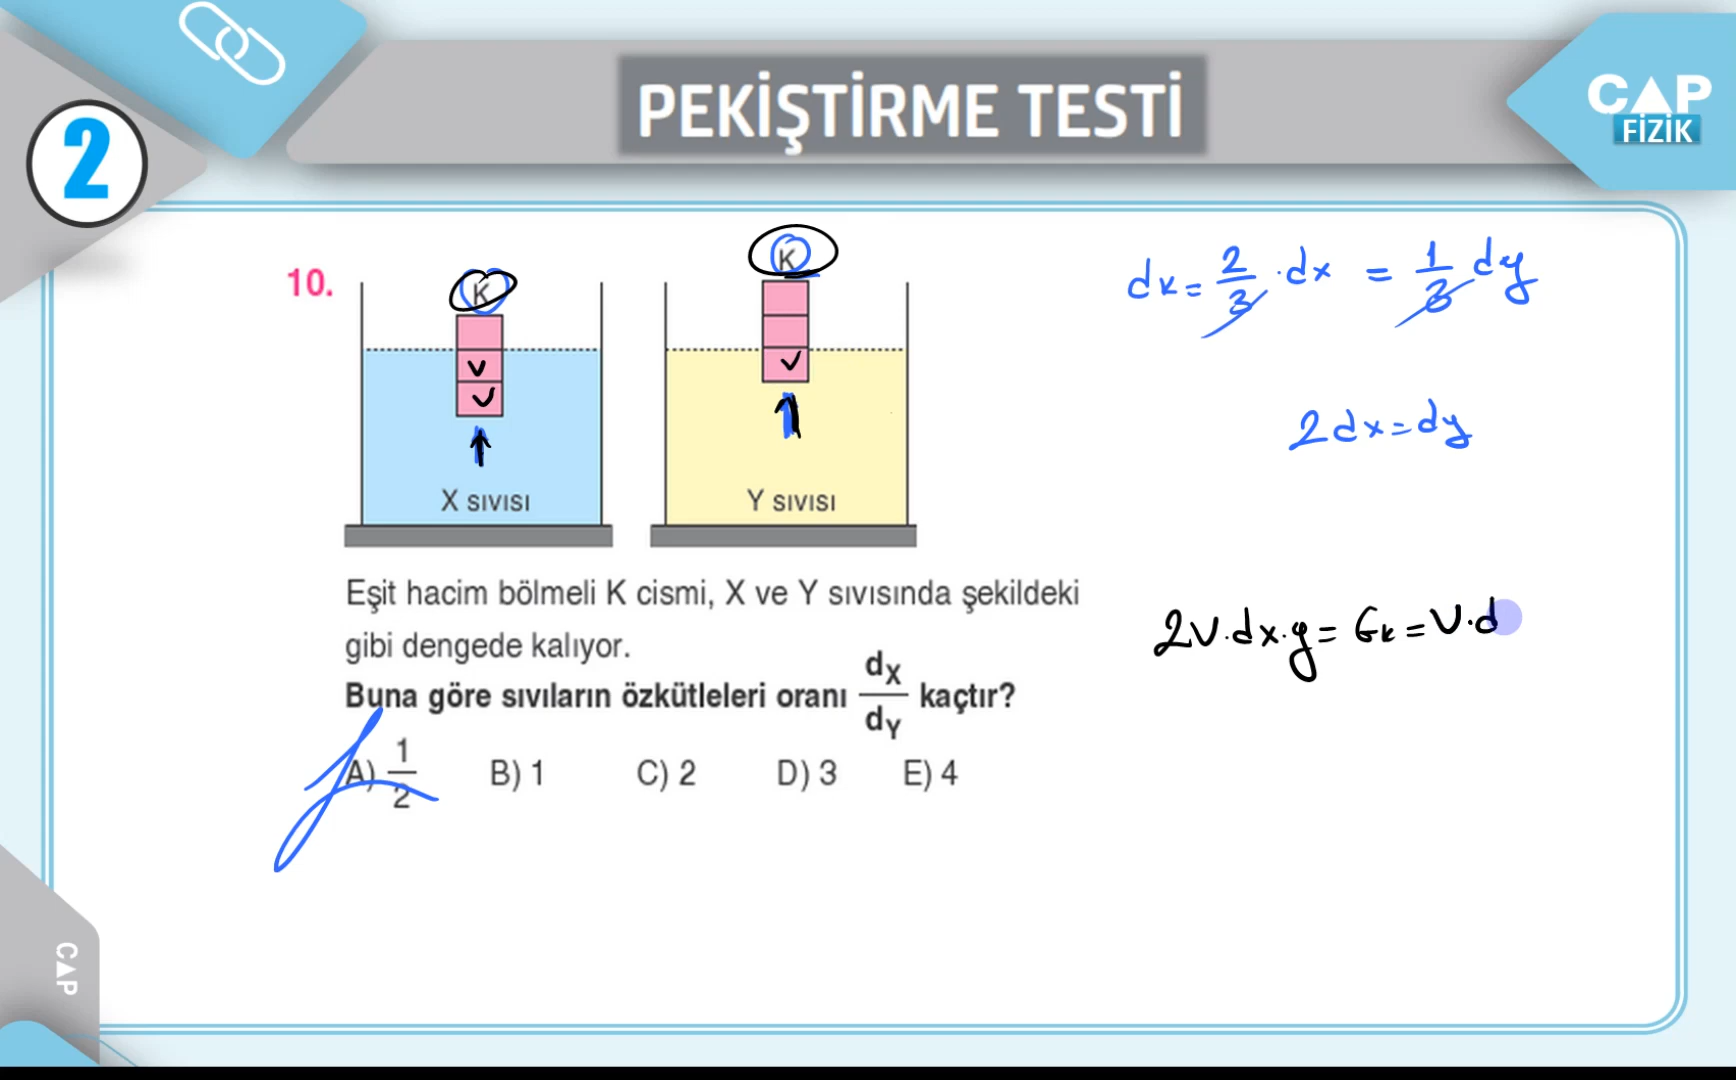 PEKİŞTİRME TESTİ
CAP
FİZİK
2
10.
K
K
V
V
V
X sıvısı
Y sıvısı
dK = 2/3 · dx = 1/3 dy
2dx = dy
Eşit hacim bölmeli K cismi, X ve Y sıvısında şekildeki
gibi dengede kalıyor.
Buna göre sıvıların özkütleleri oranı dX/dY kaçtır?
2V·dx·g = GK = V·d
A) 1/2 B) 1 C) 2 D) 3 E) 4
CAP